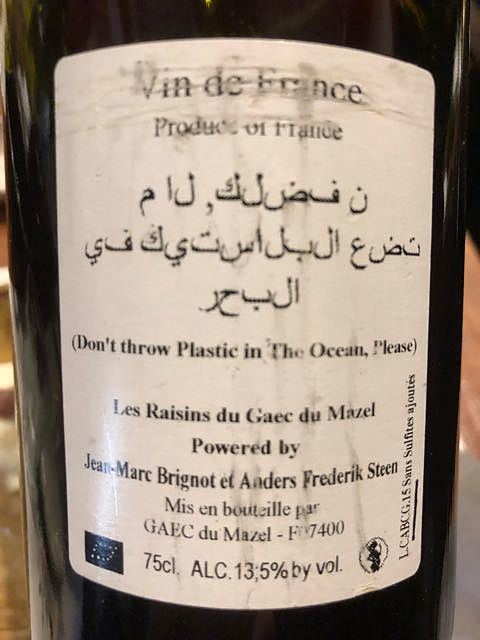 Vin de France
Product of France
ن فضلك, لا م
تضع البلاستيك في
البحر
(Don't throw Plastic in The Ocean, Please)
Les Raisins du Gaec du Mazel
Powered by
Jean-Marc Brignot et Anders Frederik Steen
Mis en bouteille par
GAEC du Mazel - F 07400
75cl. ALC.13;5% by vol.
L.CABCG.15 Sans Sulfites ajoutés